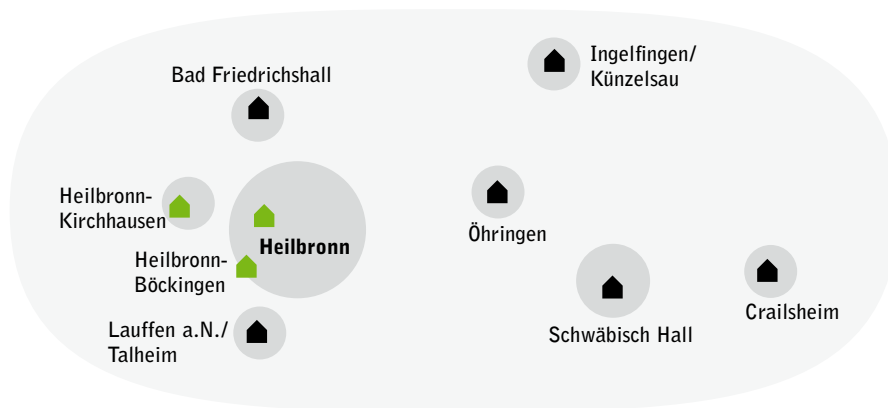 Ingelfingen/
Künzelsau
Bad Friedrichshall
Heilbronn-
Kirchhausen
Heilbronn
Öhringen
Heilbronn-
Böckingen
Crailsheim
Lauffen a.N./
Talheim
Schwäbisch Hall